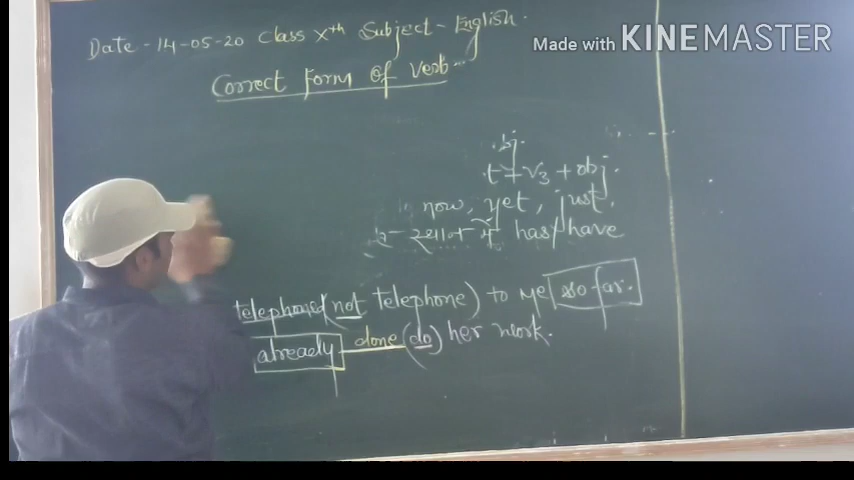 Date - 14-05-20 Class Xth Subject - English.
Made with KINEMASTER
Correct Form of Verb
obj.
+ V3 + obj.
now, yet, just.
स्थान में has/have
telephoned (not telephone) to me so far.
already done (do) her work.